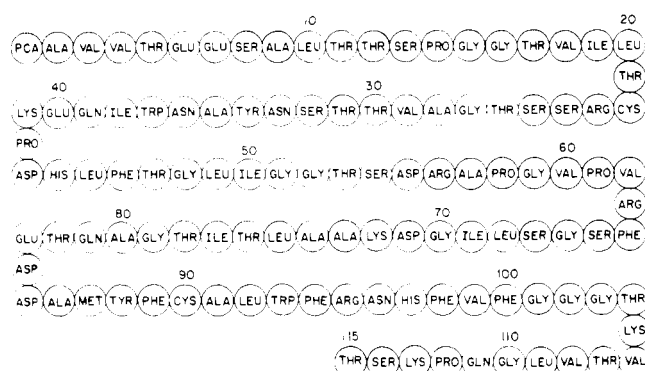 10 20
PCA ALA VAL VAL THR GLU GLU SER ALA LEU THR THR SER PRO GLY GLY THR VAL ILE LEU
THR
40 30
LYS GLU GLN ILE TRP ASN ALA TYR ASN SER THR THR VAL ALA GLY THR SER SER ARG CYS
PRO
50 60
ASP HIS LEU PHE THR GLY LEU ILE GLY GLY THR SER ASP ARG ALA PRO GLY VAL PRO VAL
ARG
80 70
GLU THR GLN ALA GLY THR ILE THR LEU ALA ALA LYS ASP GLY ILE LEU SER GLY SER PHE
ASP
90 100
ASP ALA MET TYR PHE CYS ALA LEU TRP PHE ARG ASN HIS PHE VAL PHE GLY GLY GLY THR
LYS
115 110
THR SER LYS PRO GLN GLY LEU VAL THR VAL